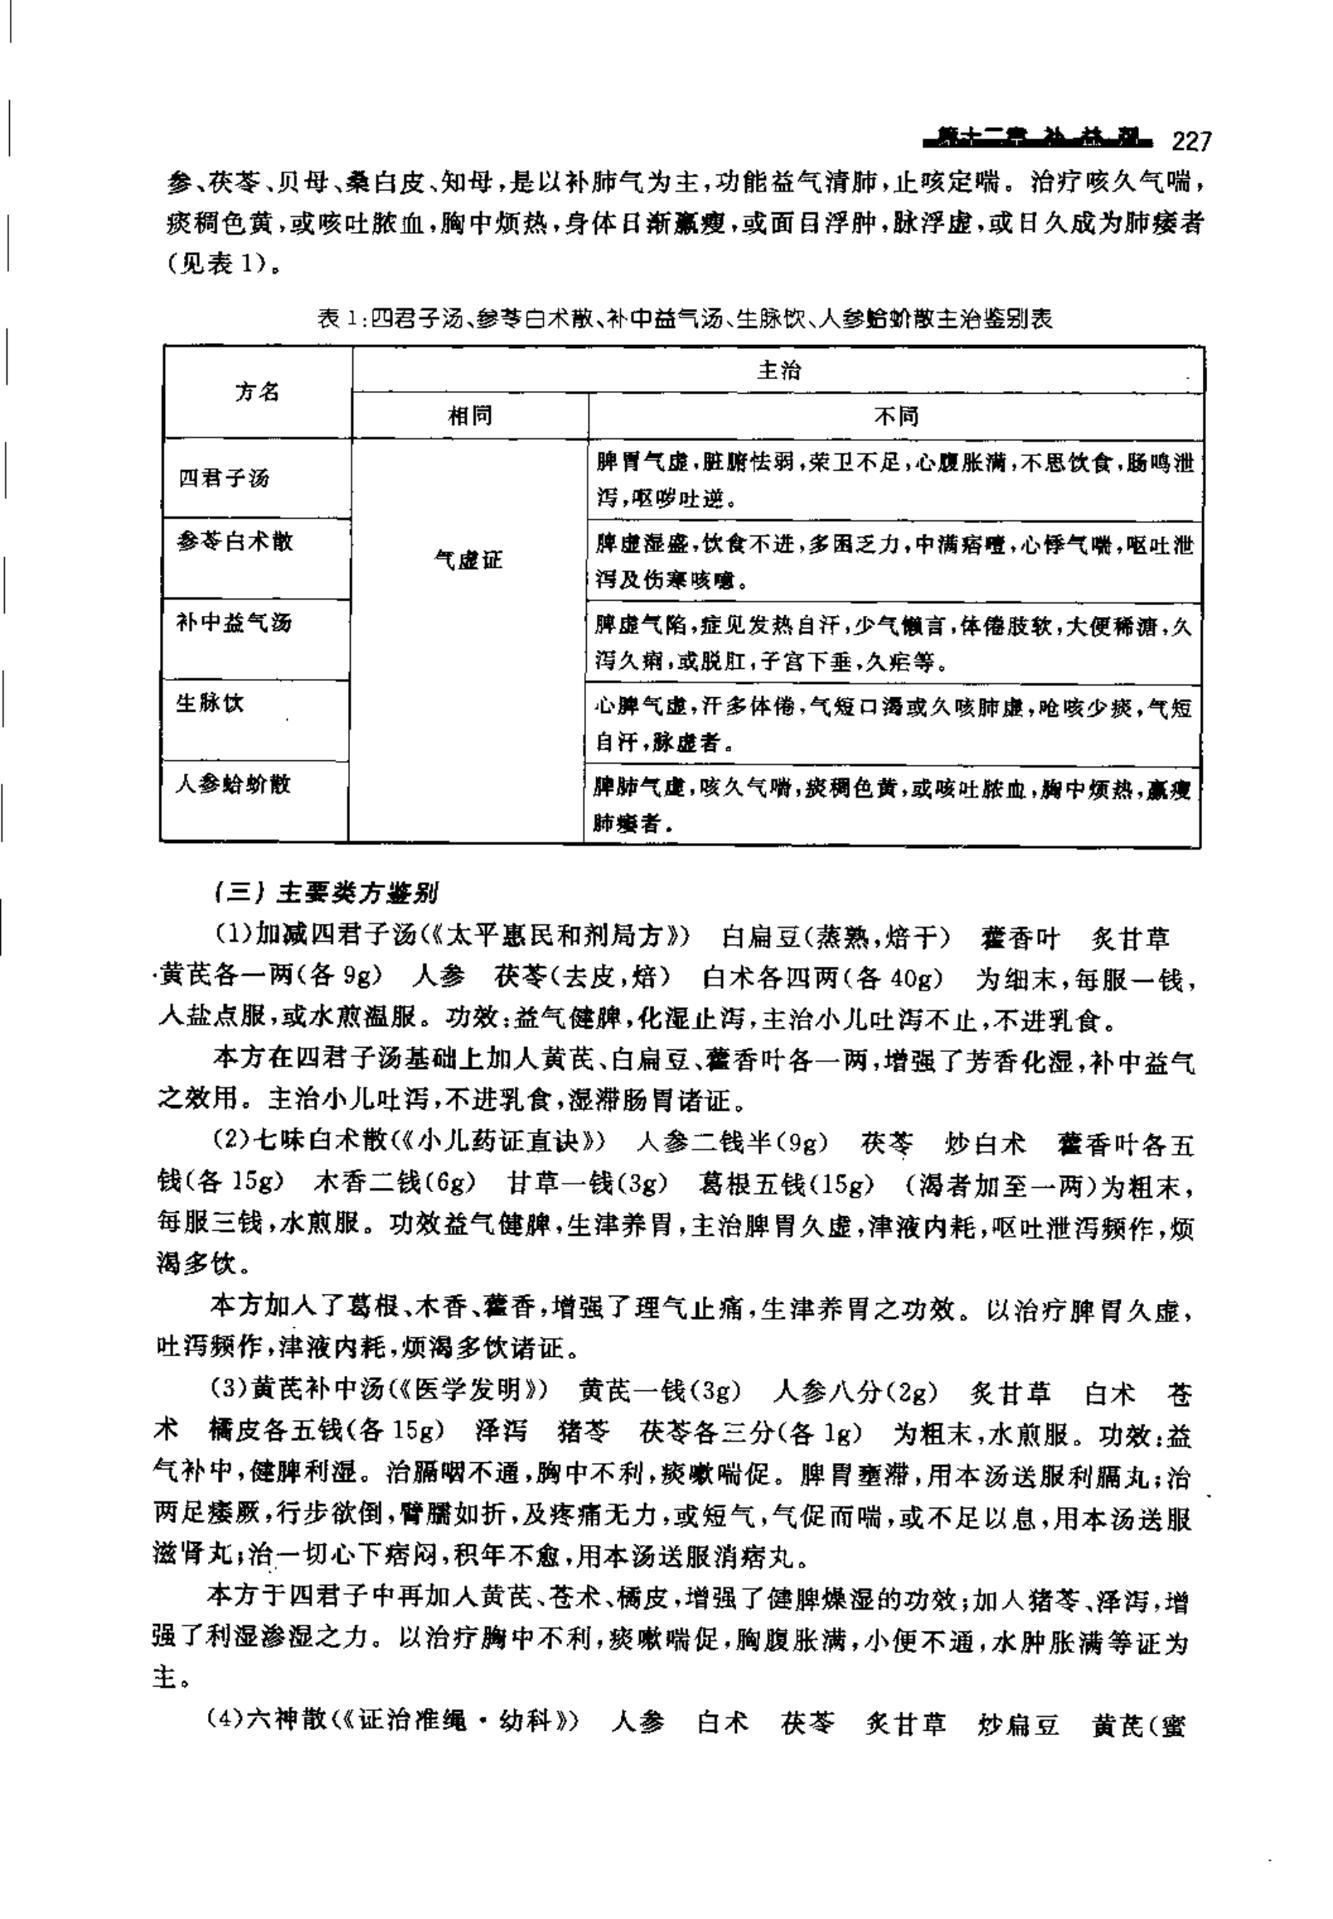 第十二章 补益剂 227
参、茯苓、贝母、桑白皮、知母,是以补肺气为主,功能益气清肺,止咳定喘。治疗咳久气喘,
痰稠色黄,或咳吐脓血,胸中烦热,身体日渐羸瘦,或面目浮肿,脉浮虚,或日久成为肺痿者
(见表1)。
表1:四君子汤、参苓白术散、补中益气汤、生脉饮、人参蛤蚧散主治鉴别表
方名
主治
相同
不同
四君子汤
气虚证
脾胃气虚,脏腑怯弱,荣卫不足,心腹胀满,不思饮食,肠鸣泄
泻,呕哕吐逆。
参苓白术散
脾虚湿盛,饮食不进,多困乏力,中满痞噎,心悸气喘,呕吐泄
泻及伤寒咳噫。
补中益气汤
脾虚气陷,症见发热自汗,少气懒言,体倦肢软,大便稀溏,久
泻久痢,或脱肛,子宫下垂,久疟等。
生脉饮
心脾气虚,汗多体倦,气短口渴或久咳肺虚,呛咳少痰,气短
自汗,脉虚者。
人参蛤蚧散
脾肺气虚,咳久气喘,痰稠色黄,或咳吐脓血,胸中烦热,羸瘦
肺痿者。
(三)主要类方鉴别
(1)加减四君子汤(《太平惠民和剂局方》) 白扁豆(蒸熟,焙干) 藿香叶 炙甘草
黄芪各一两(各9g) 人参 茯苓(去皮,焙) 白术各四两(各40g) 为细末,每服一钱,
入盐点服,或水煎温服。功效:益气健脾,化湿止泻,主治小儿吐泻不止,不进乳食。
本方在四君子汤基础上加入黄芪、白扁豆、藿香叶各一两,增强了芳香化湿,补中益气
之效用。主治小儿吐泻,不进乳食,湿滞肠胃诸证。
(2)七味白术散(《小儿药证直诀》) 人参二钱半(9g) 茯苓 炒白术 藿香叶各五
钱(各15g) 木香二钱(6g) 甘草一钱(3g) 葛根五钱(15g) (渴者加至一两)为粗末,
每服三钱,水煎服。功效益气健脾,生津养胃,主治脾胃久虚,津液内耗,呕吐泄泻频作,烦
渴多饮。
本方加入了葛根、木香、藿香,增强了理气止痛,生津养胃之功效。以治疗脾胃久虚,
吐泻频作,津液内耗,烦渴多饮诸证。
(3)黄芪补中汤(《医学发明》) 黄芪一钱(3g) 人参八分(2g) 炙甘草 白术 苍
术 橘皮各五钱(各15g) 泽泻 猪苓 茯苓各三分(各1g) 为粗末,水煎服。功效:益
气补中,健脾利湿。治膈咽不通,胸中不利,痰嗽喘促。脾胃壅滞,用本汤送服利膈丸;治
两足痿厥,行步欲倒,臂臑如折,及疼痛无力,或短气,气促而喘,或不足以息,用本汤送服
滋肾丸;治一切心下痞闷,积年不愈,用本汤送服消痞丸。
本方于四君子中再加入黄芪、苍术、橘皮,增强了健脾燥湿的功效;加入猪苓、泽泻,增
强了利湿渗湿之力。以治疗胸中不利,痰嗽喘促,胸腹胀满,小便不通,水肿胀满等证为
主。
(4)六神散(《证治准绳·幼科》) 人参 白术 茯苓 炙甘草 炒扁豆 黄芪(蜜